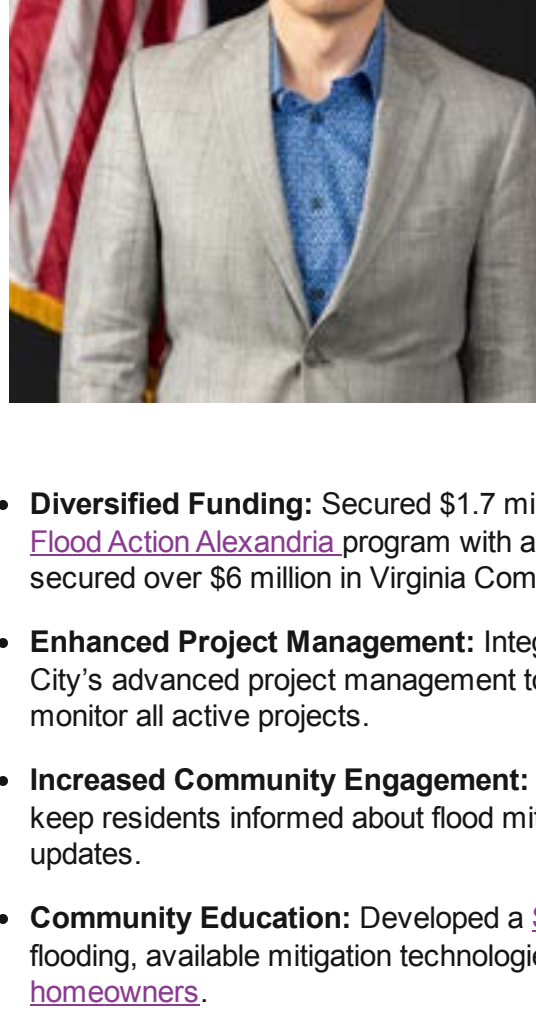 Diversified Funding: Secured $1.7 mi
Flood Action Alexandria program with a
secured over $6 million in Virginia Com
Enhanced Project Management: Integ
City’s advanced project management to
monitor all active projects.
Increased Community Engagement:
keep residents informed about flood mit
updates.
Community Education: Developed a S
flooding, available mitigation technologie
homeowners.